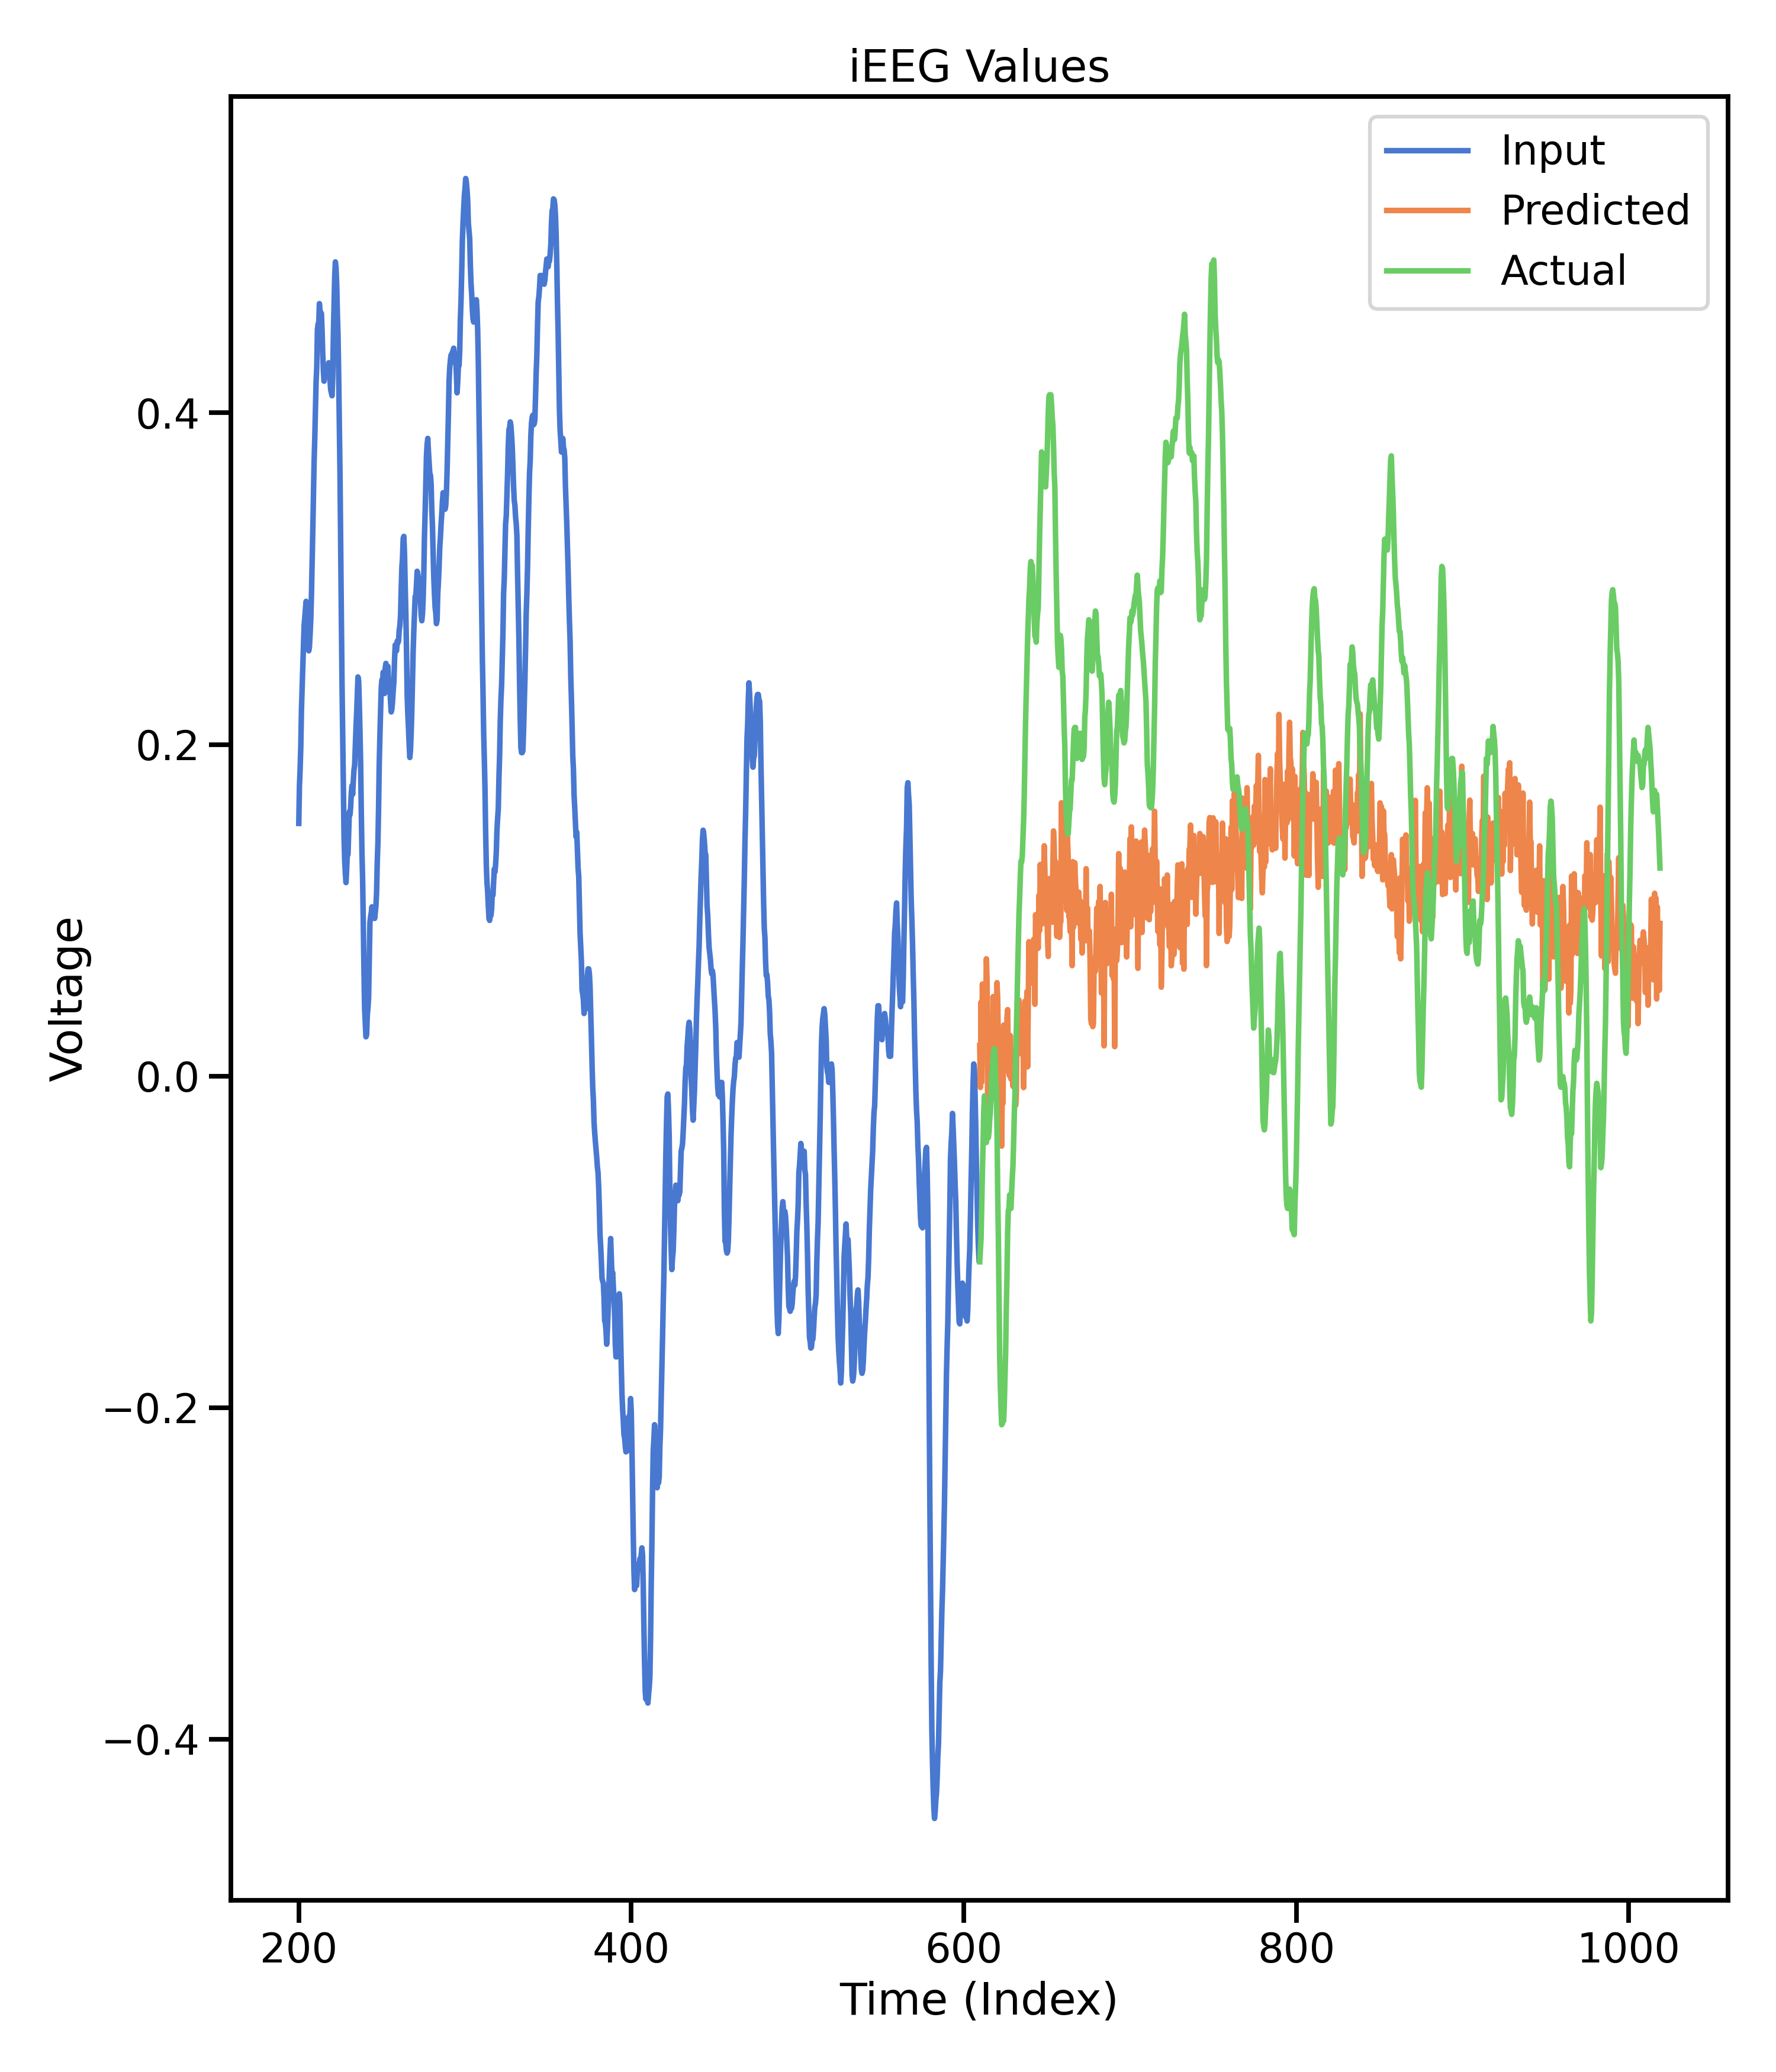 iEEG Values
Input
Predicted
Actual
0.4
0.2
0.0
−0.2
−0.4
Voltage
200
400
600
800
1000
Time (Index)